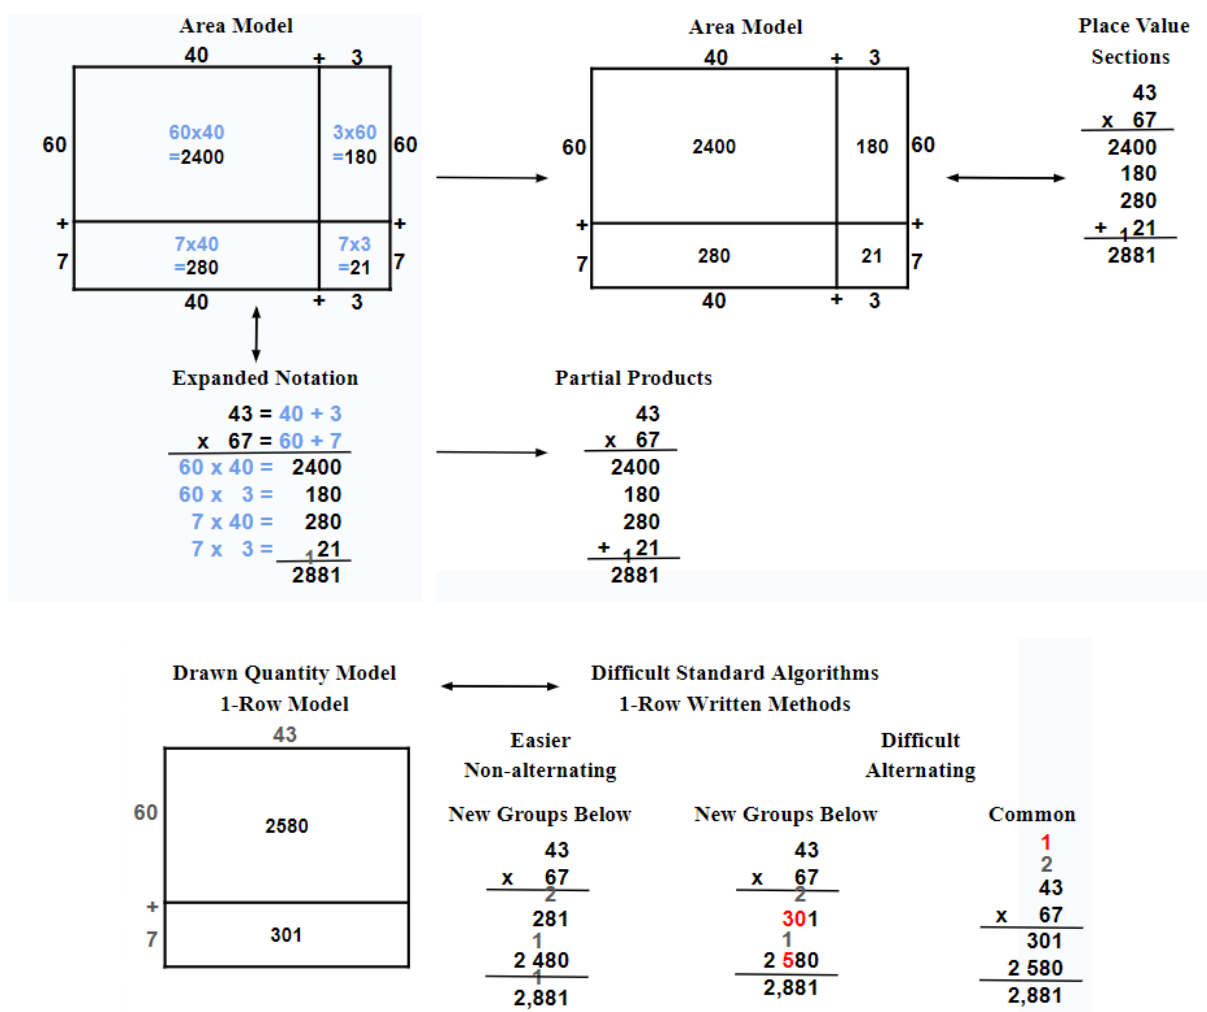 Area Model
40 + 3
60 60x40 3x60 60
=2400 =180
+ +
7 7x40 7x3 7
=280 =21
40 + 3
Area Model
40 + 3
60 2400 180 60
+ +
7 280 21 7
40 + 3
Place Value
Sections
43
x 67
2400
180
280
+ 121
2881
Expanded Notation
43 = 40 + 3
x 67 = 60 + 7
60 x 40 = 2400
60 x 3 = 180
7 x 40 = 280
7 x 3 = 121
2881
Partial Products
43
x 67
2400
180
280
+ 121
2881
Drawn Quantity Model
1-Row Model
43
60 2580
+
7 301
Difficult Standard Algorithms
1-Row Written Methods
Easier
Non-alternating
New Groups Below
43
x 67
2
281
1
2 480
1
2,881
Difficult
Alternating
New Groups Below
43
x 67
2
301
1
2 580
2,881
Common
1
2
43
x 67
301
2 580
2,881